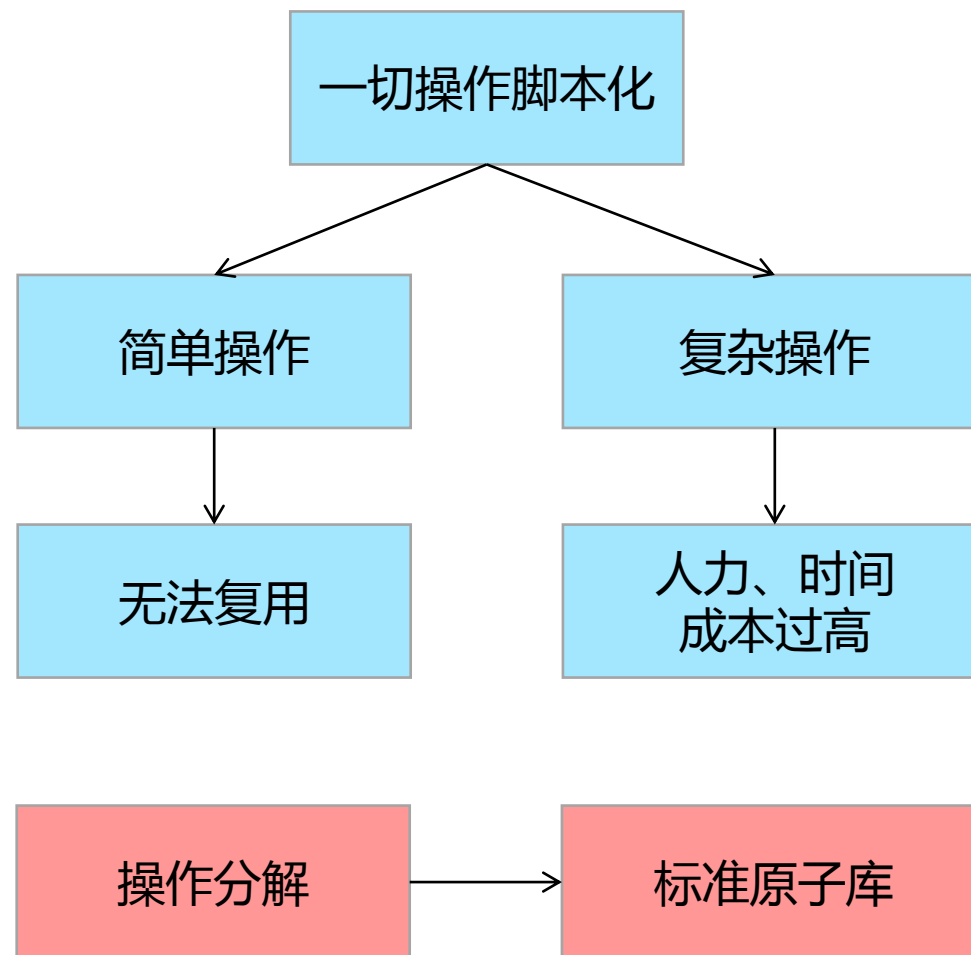 一切操作脚本化
简单操作
复杂操作
无法复用
人力、时间
成本过高
操作分解
标准原子库